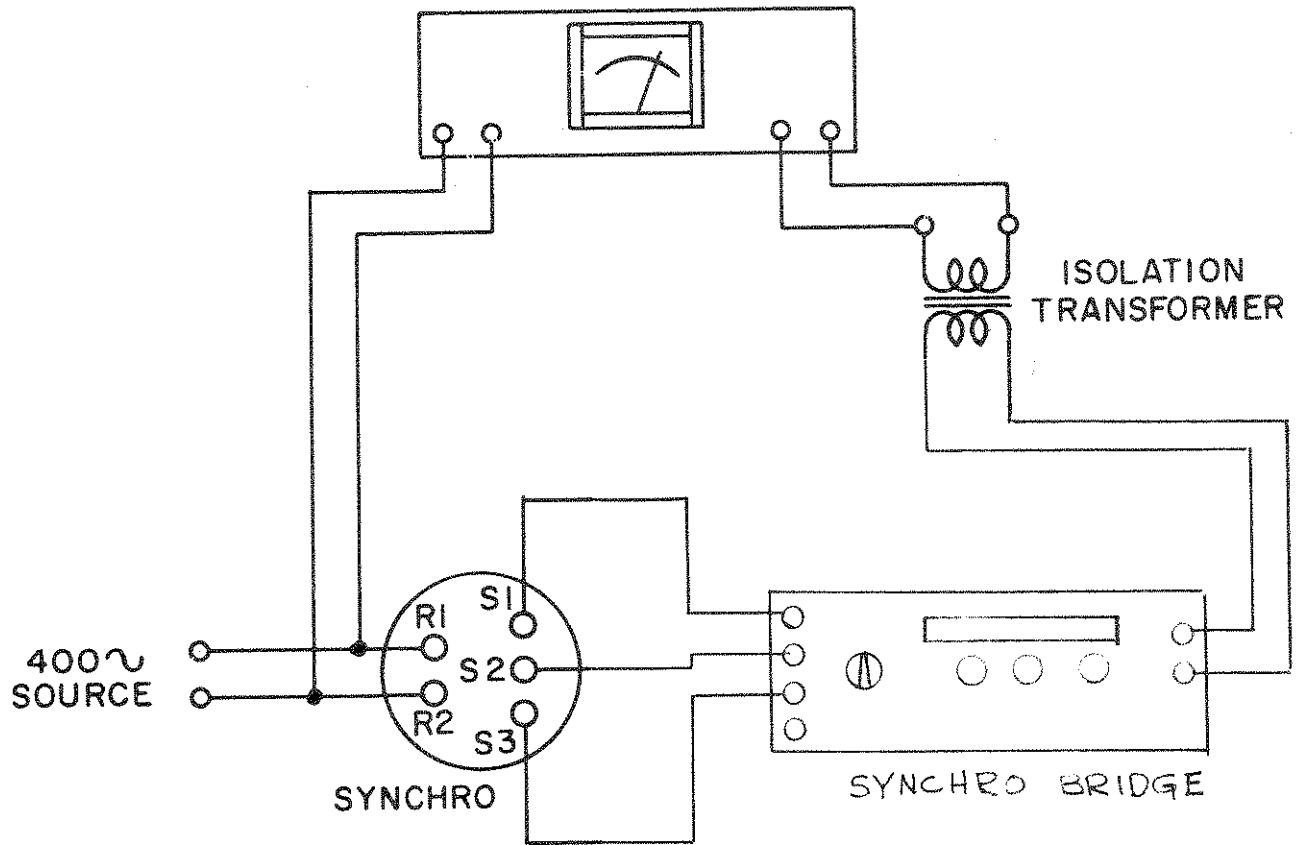 ISOLATION
TRANSFORMER
S1
R1
S2
400~
SOURCE
R2
S3
SYNCHRO
SYNCHRO BRIDGE